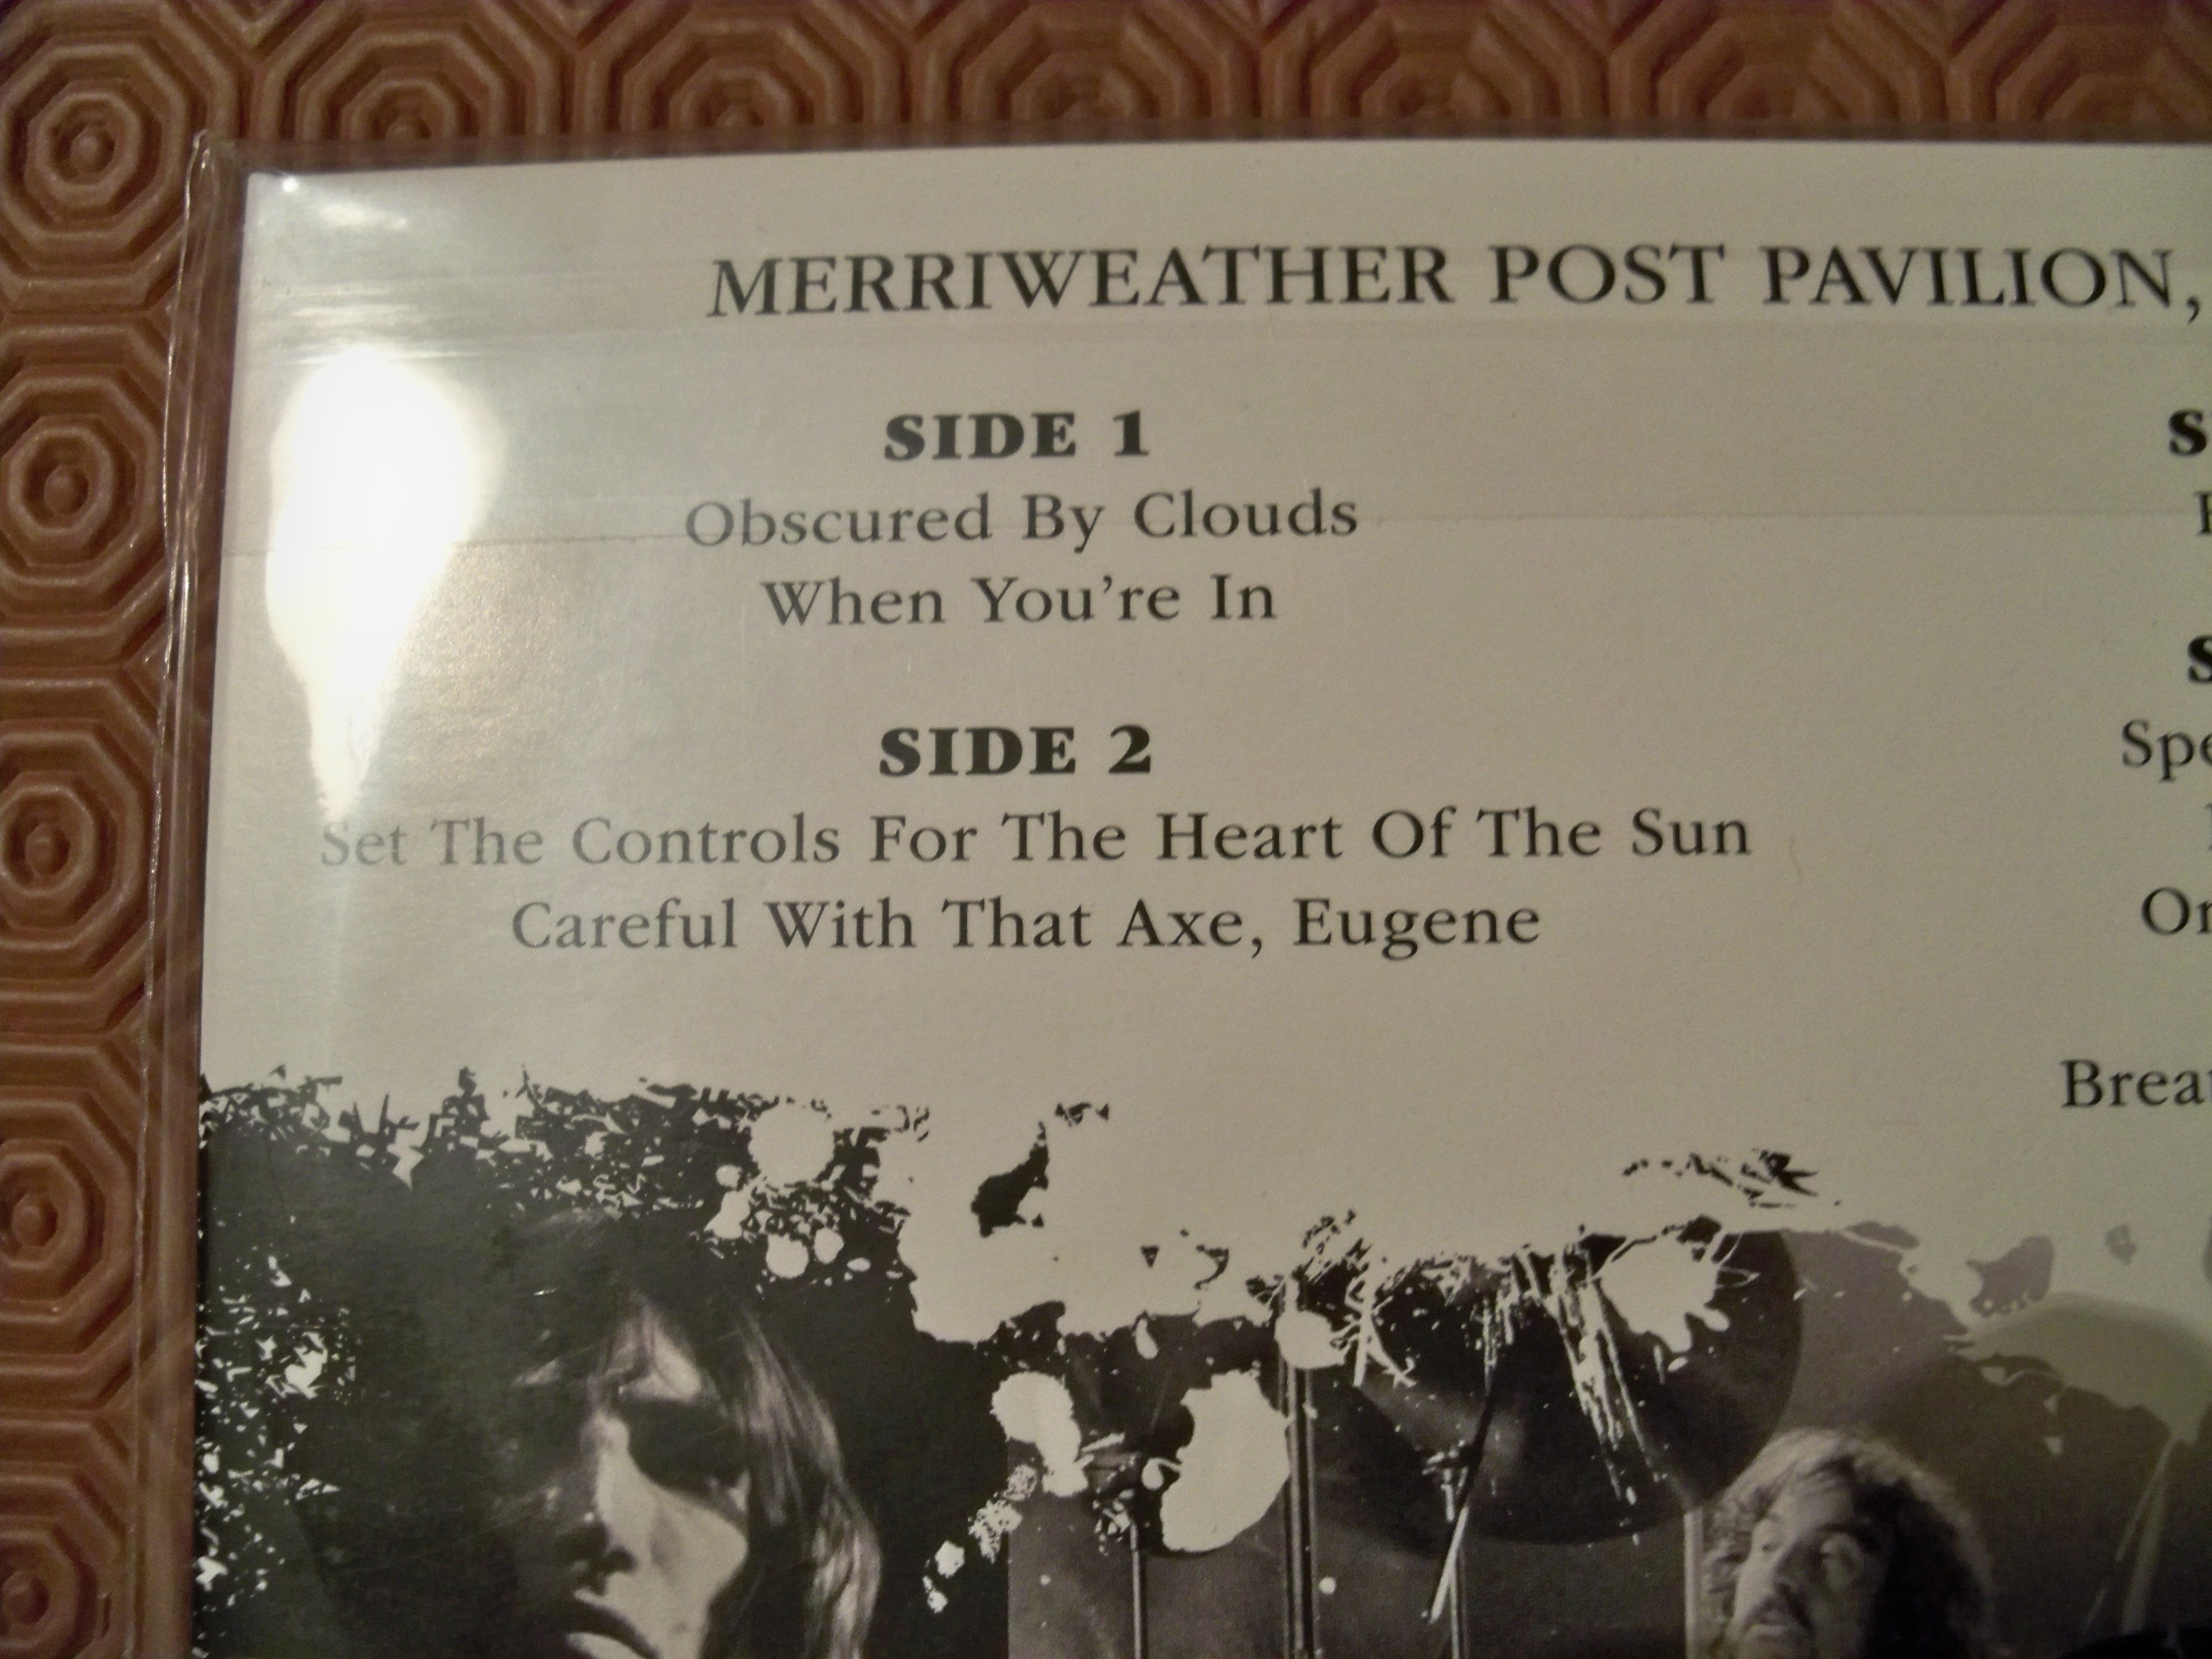 MERRIWEATHER POST PAVILION,
SIDE 1
Obscured By Clouds
When You're In
SIDE 2
Set The Controls For The Heart Of The Sun
Careful With That Axe, Eugene